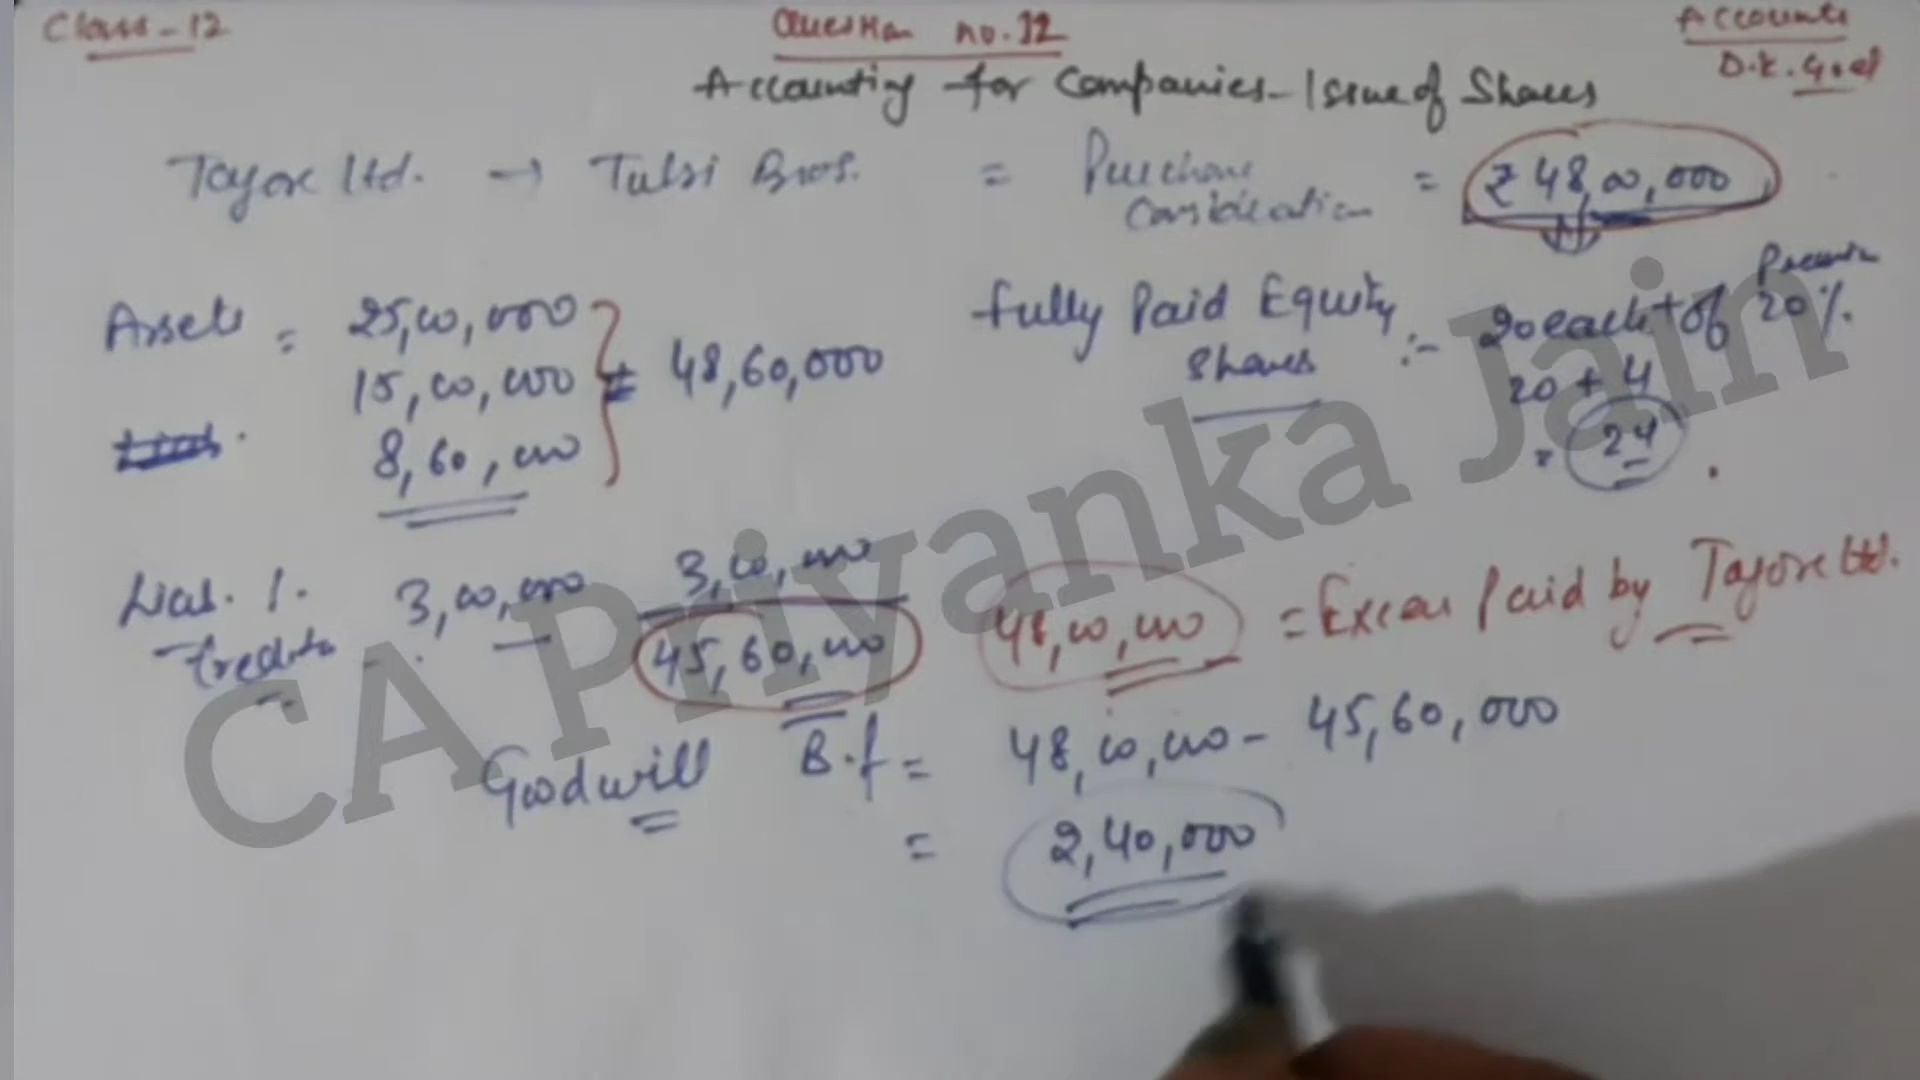 Class-12
Question no. 32
Accounts
D.K. Goel
Accounting for Companies - Issue of Shares
Tagore Ltd. → Tulsi Bros. = Purchase Consideration = ₹ 48,00,000
Assets = 25,00,000
15,00,000 = 48,60,000
8,60,000
Fully Paid Equity Shares :- 20 each + of 20%
Premium
20 + 4
= 24
Liab. 1. 3,00,000 3,00,000
45,60,000
48,00,000 = Excess Paid by Tagore Ltd.
Goodwill B.f = 48,00,000 - 45,60,000
= 2,40,000
CA Priyanka Jain